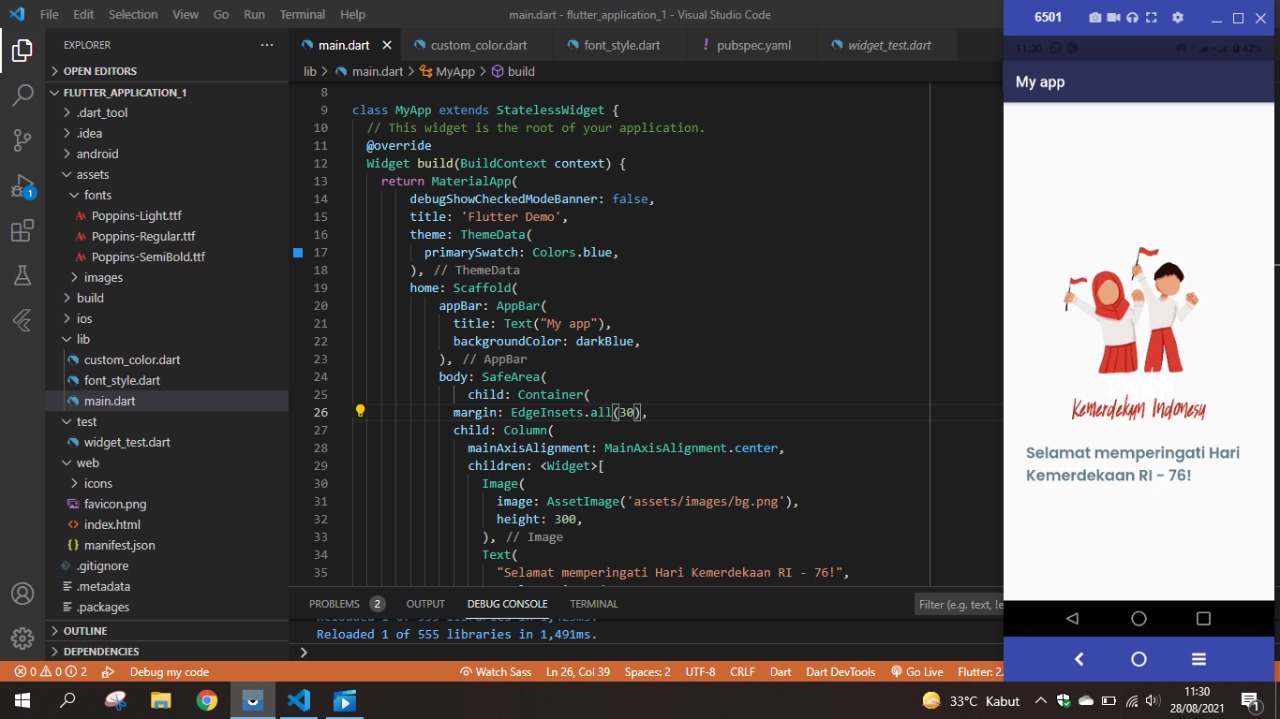 File Edit Selection View Go Run Terminal Help
main.dart - flutter_application_1 - Visual Studio Code
EXPLORER
OPEN EDITORS
FLUTTER_APPLICATION_1
.dart_tool
.idea
android
assets
fonts
Poppins-Light.ttf
Poppins-Regular.ttf
Poppins-SemiBold.ttf
images
build
ios
lib
custom_color.dart
font_style.dart
main.dart
test
widget_test.dart
web
icons
favicon.png
index.html
manifest.json
.gitignore
.metadata
.packages
OUTLINE
DEPENDENCIES
main.dart custom_color.dart font_style.dart pubspec.yaml widget_test.dart
lib > main.dart > MyApp > build
8
9 class MyApp extends StatelessWidget {
10 // This widget is the root of your application.
11 @override
12 Widget build(BuildContext context) {
13 return MaterialApp(
14 debugShowCheckedModeBanner: false,
15 title: 'Flutter Demo',
16 theme: ThemeData(
17 primarySwatch: Colors.blue,
18 ), // ThemeData
19 home: Scaffold(
20 appBar: AppBar(
21 title: Text("My app"),
22 backgroundColor: darkBlue,
23 ), // AppBar
24 body: SafeArea(
25 child: Container(
26 margin: EdgeInsets.all(30),
27 child: Column(
28 mainAxisAlignment: MainAxisAlignment.center,
29 children: <Widget>[
30 Image(
31 image: AssetImage('assets/images/bg.png'),
32 height: 300,
33 ), // Image
34 Text(
35 "Selamat memperingati Hari Kemerdekaan RI - 76!",
PROBLEMS 2 OUTPUT DEBUG CONSOLE TERMINAL
Filter (e.g. text,
Reloaded 1 of 555 libraries in 1,491ms.
6501
11:30 42%
My app
Selamat memperingati Hari
Kemerdekaan RI - 76!
0 0 2 Debug my code Watch Sass Ln 26, Col 39 Spaces: 2 UTF-8 CRLF Dart Dart DevTools Go Live Flutter: 2.
1
33°C Kabut
11:30
28/08/2021
1